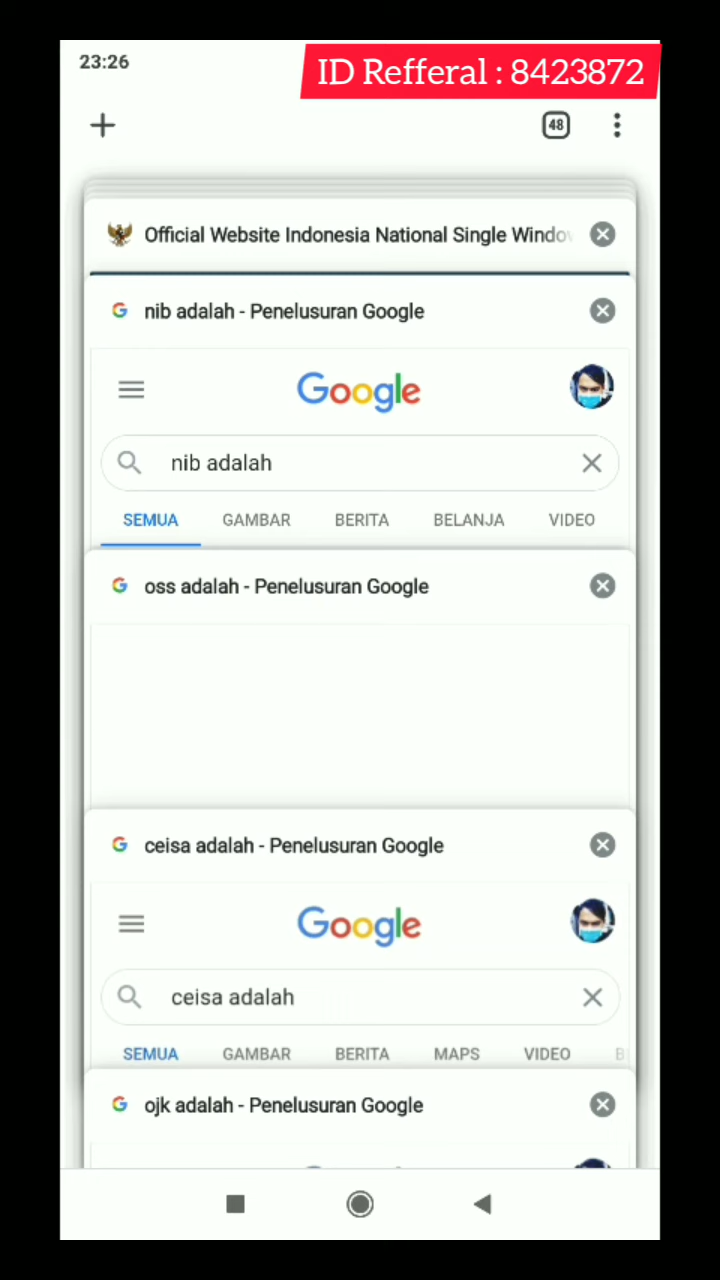 23:26
ID Refferal : 8423872
48
Official Website Indonesia National Single
nib adalah - Penelusuran Google
Google
nib adalah
SEMUA GAMBAR BERITA BELANJA VIDEO
oss adalah - Penelusuran Google
ceisa adalah - Penelusuran Google
Google
ceisa adalah
SEMUA GAMBAR BERITA MAPS VIDEO
ojk adalah - Penelusuran Google